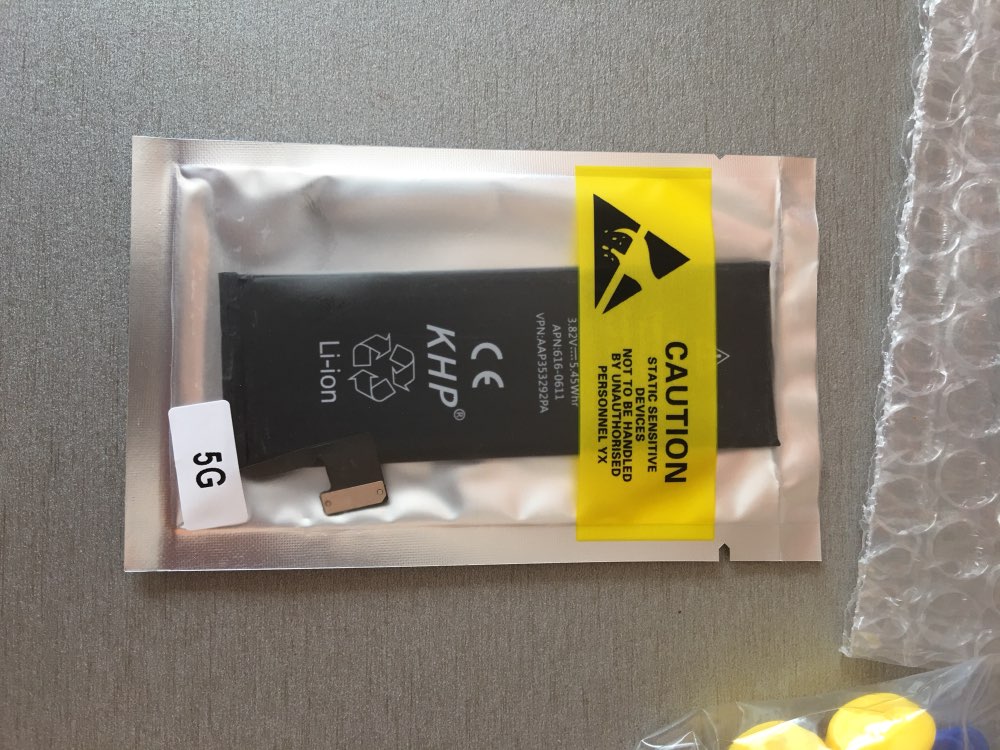 CAUTION
STATIC SENSITIVE
DEVICES
NOT TO BE HANDLED
BY UNAUTHORISED
PERSONNEL YX
3.82V⎓5.45Whr
APN:616-0611
VPN:AAP353292PA
CE
KHP®
Li-ion
5G